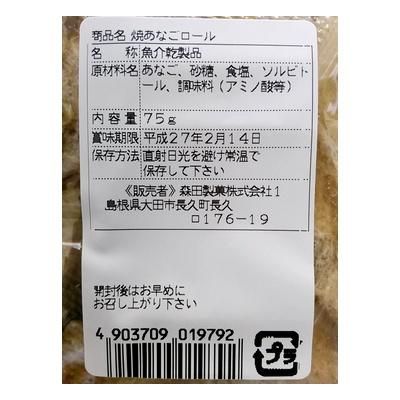 商品名 焼あなごロール
名 称 魚介乾製品
原材料名 あなご、砂糖、食塩、ソルビト
ール、調味料（アミノ酸等）
内容量 75g
賞味期限 平成27年2月14日
保存方法 直射日光を避け常温で
保存して下さい
《販売者》森田製菓株式会社1
島根県大田市長久町長久
ロ176-19
開封後はお早めに
お召し上がり下さい
4 903709 019792
プラ